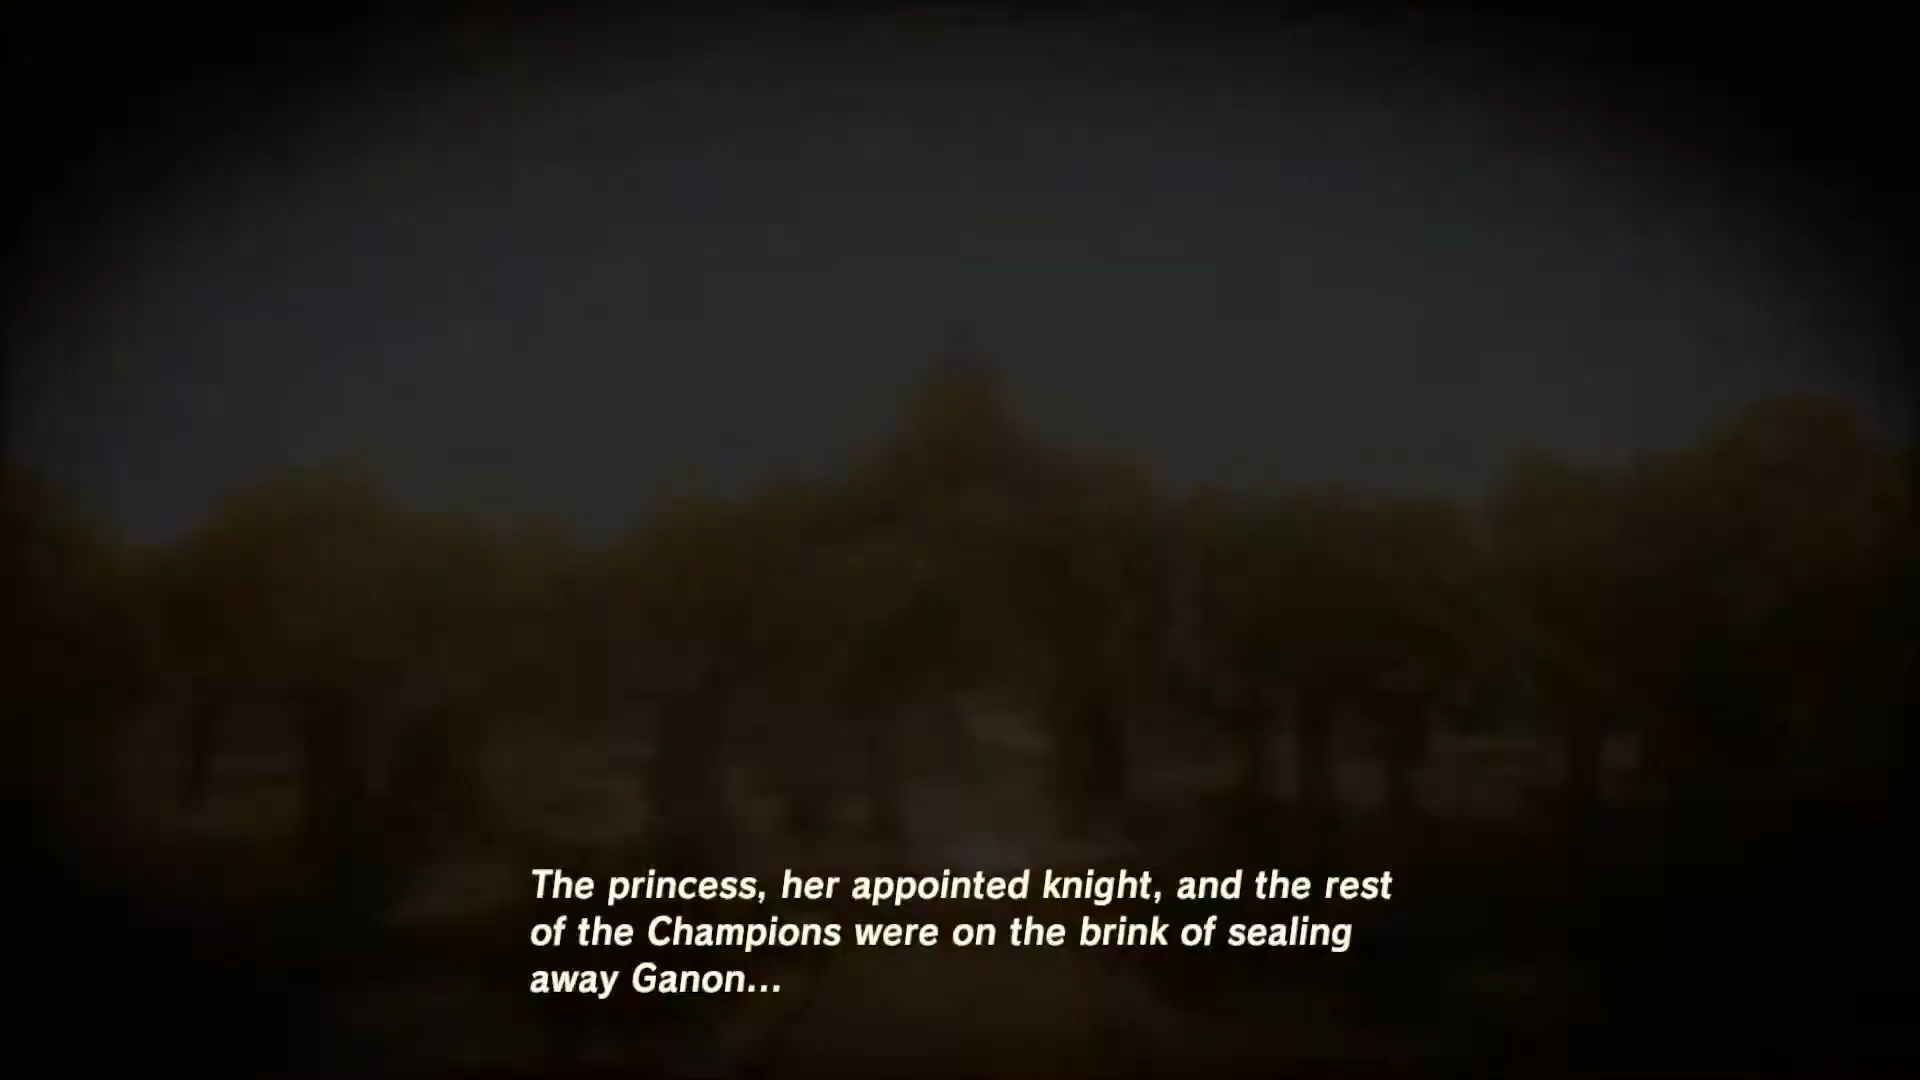 The princess, her appointed knight, and the rest
of the Champions were on the brink of sealing
away Ganon...